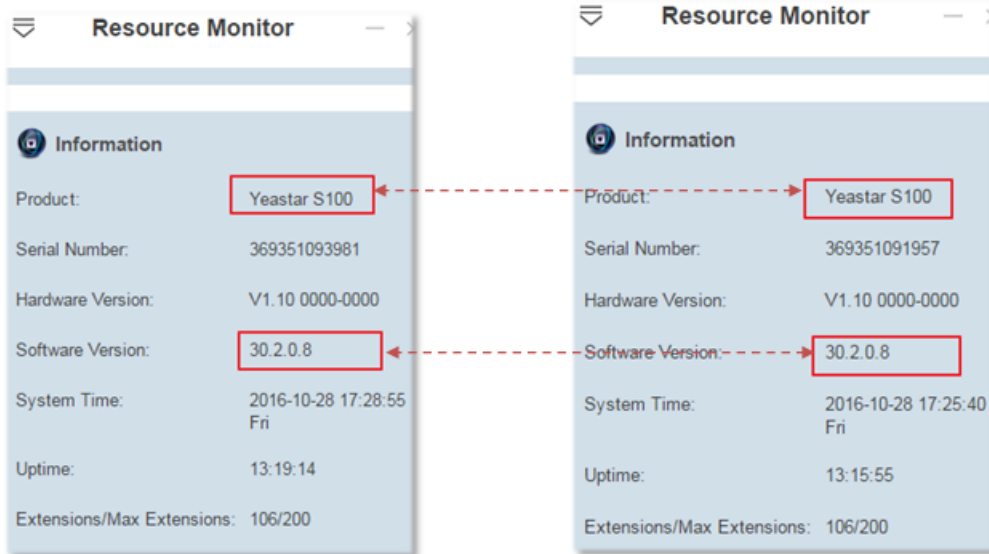 Resource Monitor
Information
Product: Yeastar S100
Serial Number: 369351093981
Hardware Version: V1.10 0000-0000
Software Version: 30.2.0.8
System Time: 2016-10-28 17:28:55
Fri
Uptime: 13:19:14
Extensions/Max Extensions: 106/200
Resource Monitor
Information
Product: Yeastar S100
Serial Number: 369351091957
Hardware Version: V1.10 0000-0000
Software Version: 30.2.0.8
System Time: 2016-10-28 17:25:40
Fri
Uptime: 13:15:55
Extensions/Max Extensions: 106/200